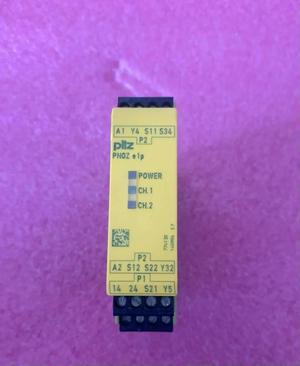 A1 Y4 S11 S34
P2
pilz
PNOZ e1p
POWER
CH.1
CH.2
P2
A2 S12 S22 Y32
P1
14 24 S21 Y5